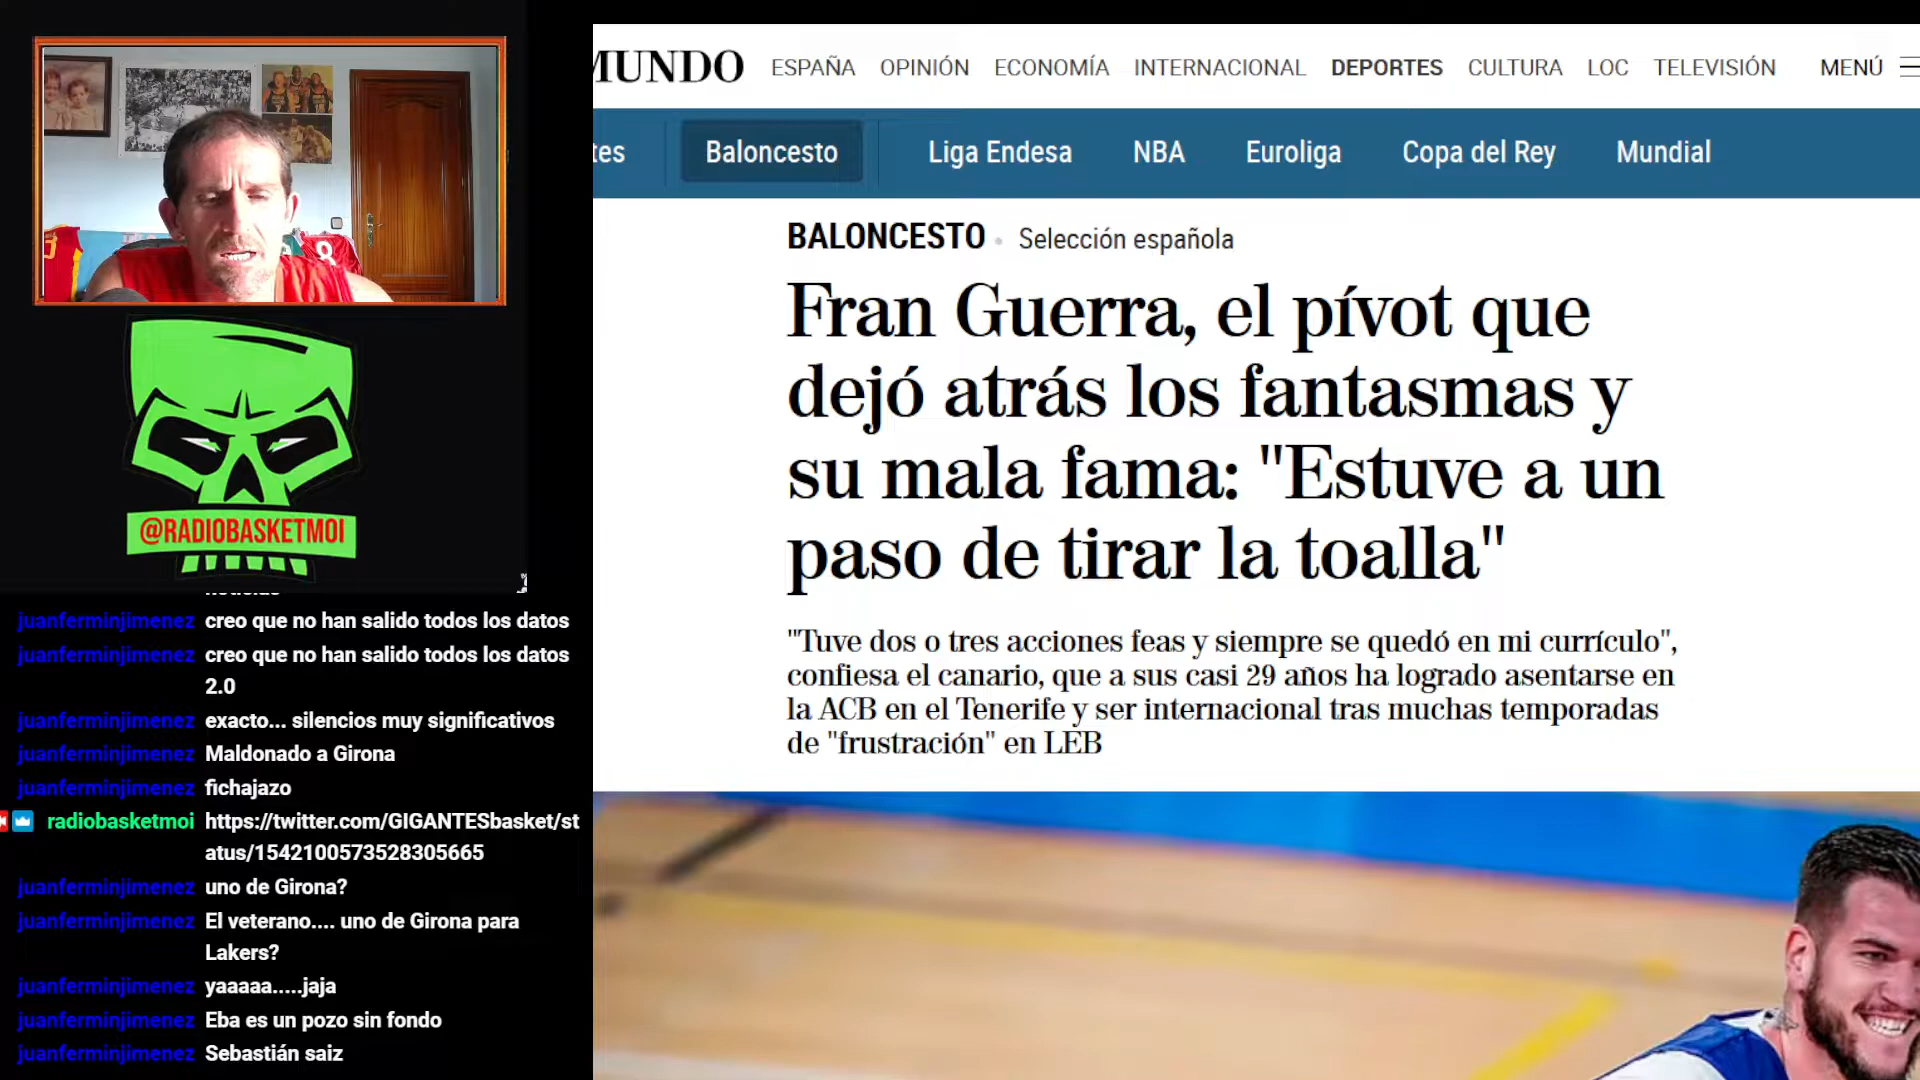 8
@RADIOBASKETMOI
noticias
juanferminjimenez creo que no han salido todos los datos
juanferminjimenez creo que no han salido todos los datos
2.0
juanferminjimenez exacto... silencios muy significativos
juanferminjimenez Maldonado a Girona
juanferminjimenez fichajazo
radiobasketmoi https://twitter.com/GIGANTESbasket/st
atus/1542100573528305665
juanferminjimenez uno de Girona?
juanferminjimenez El veterano.... uno de Girona para
Lakers?
juanferminjimenez yaaaaa.....jaja
juanferminjimenez Eba es un pozo sin fondo
juanferminjimenez Sebastián saiz
MUNDO ESPAÑA OPINIÓN ECONOMÍA INTERNACIONAL DEPORTES CULTURA LOC TELEVISIÓN MENÚ
tes Baloncesto Liga Endesa NBA Euroliga Copa del Rey Mundial
BALONCESTO • Selección española
Fran Guerra, el pívot que
dejó atrás los fantasmas y
su mala fama: "Estuve a un
paso de tirar la toalla"
"Tuve dos o tres acciones feas y siempre se quedó en mi currículo",
confiesa el canario, que a sus casi 29 años ha logrado asentarse en
la ACB en el Tenerife y ser internacional tras muchas temporadas
de "frustración" en LEB